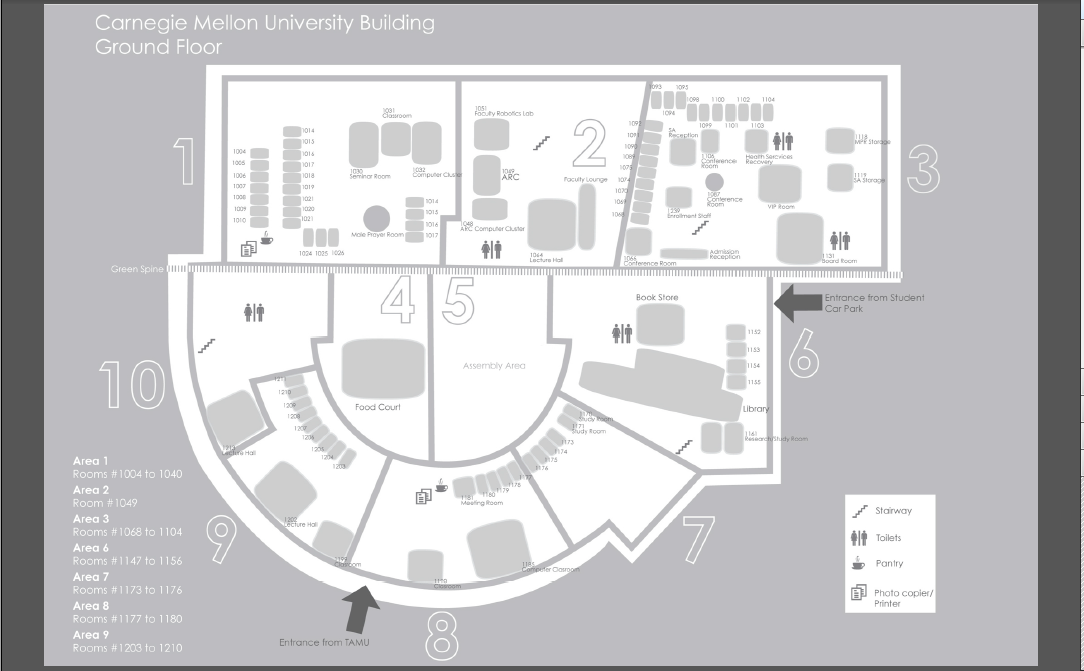 Carnegie Mellon University Building
Ground Floor
1
2
3
1004
1005
1006
1007
1008
1009
1010
1014
1015
1016
1017
1018
1019
1021
1020
1021
1024 1025 1026
1030
Seminar Room
1031
Classroom
1032
Computer Cluster
Male Prayer Room
1014
1015
1016
1017
1051
Faculty Robotics Lab
1049
ARC
1048
ARC Computer Cluster
Faculty Lounge
1064
Lecture Hall
1093
1094
1095
1098
1099
1100
1101
1102
1103
1104
1091
1090
1074
1070
1069
1068
SA
Reception
1106
Conference
Room
Health Sercvices
Recovery
1087
Conference
Room
VIP Room
1118
MPR Storage
1119
SA Storage
Enrollment Staff
1066
Conference Room
Admission
Reception
1131
Board Room
Green Spine
Entrance from Student
Car Park
4
5
6
10
Food Court
Assembly Area
Book Store
1152
1153
1154
1155
Library
1161
Research/Study Room
1170
Study Room
1171
Study Room
1173
1174
1175
1176
1177
1178
1179
1180
1181
Meeting Room
1210
1209
1208
1207
1206
1205
1204
1203
Lecture Hall
1202
Lecture Hall
Classroom
1190
Classroom
Computer Clasroom
7
8
9
Entrance from TAMU
Area 1
Rooms #1004 to 1040
Area 2
Room #1049
Area 3
Rooms #1068 to 1104
Area 6
Rooms #1147 to 1156
Area 7
Rooms #1173 to 1176
Area 8
Rooms #1177 to 1180
Area 9
Rooms #1203 to 1210
Stairway
Toilets
Pantry
Photo copier/
Printer